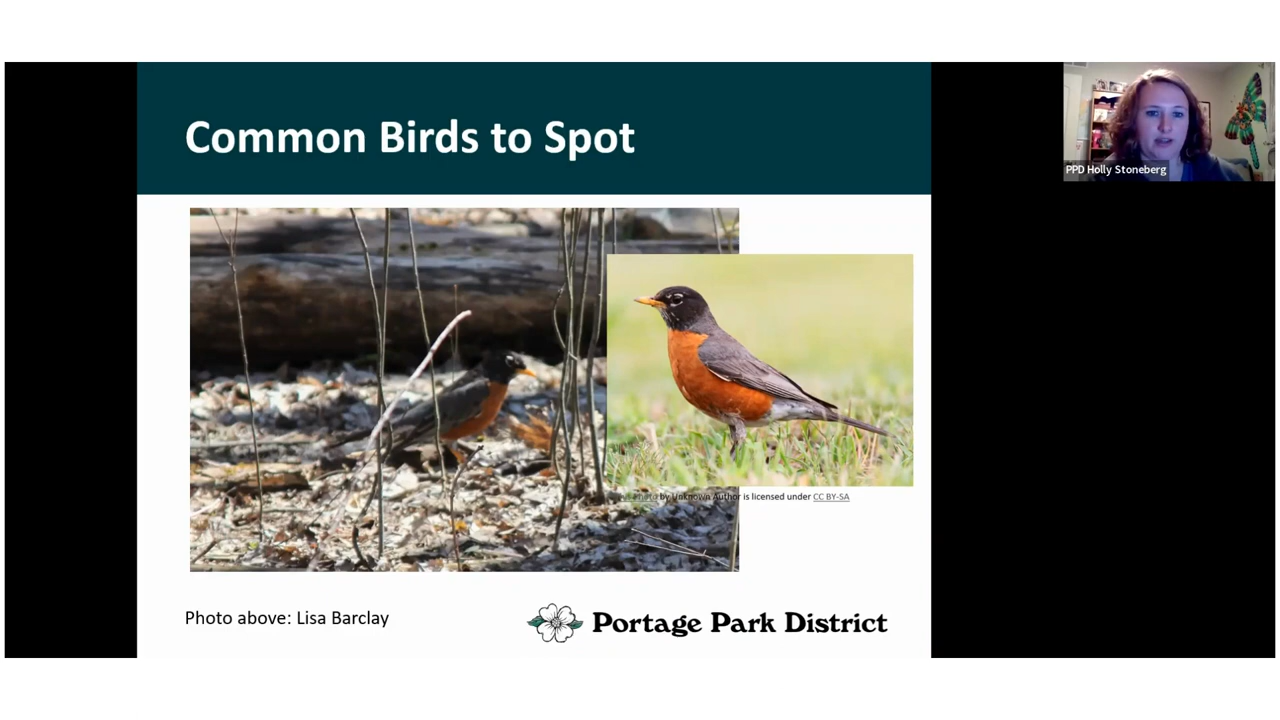 Common Birds to Spot
PPD Holly Stoneberg
Photo by Unknown Author is licensed under CC BY-SA
Photo above: Lisa Barclay
Portage Park District